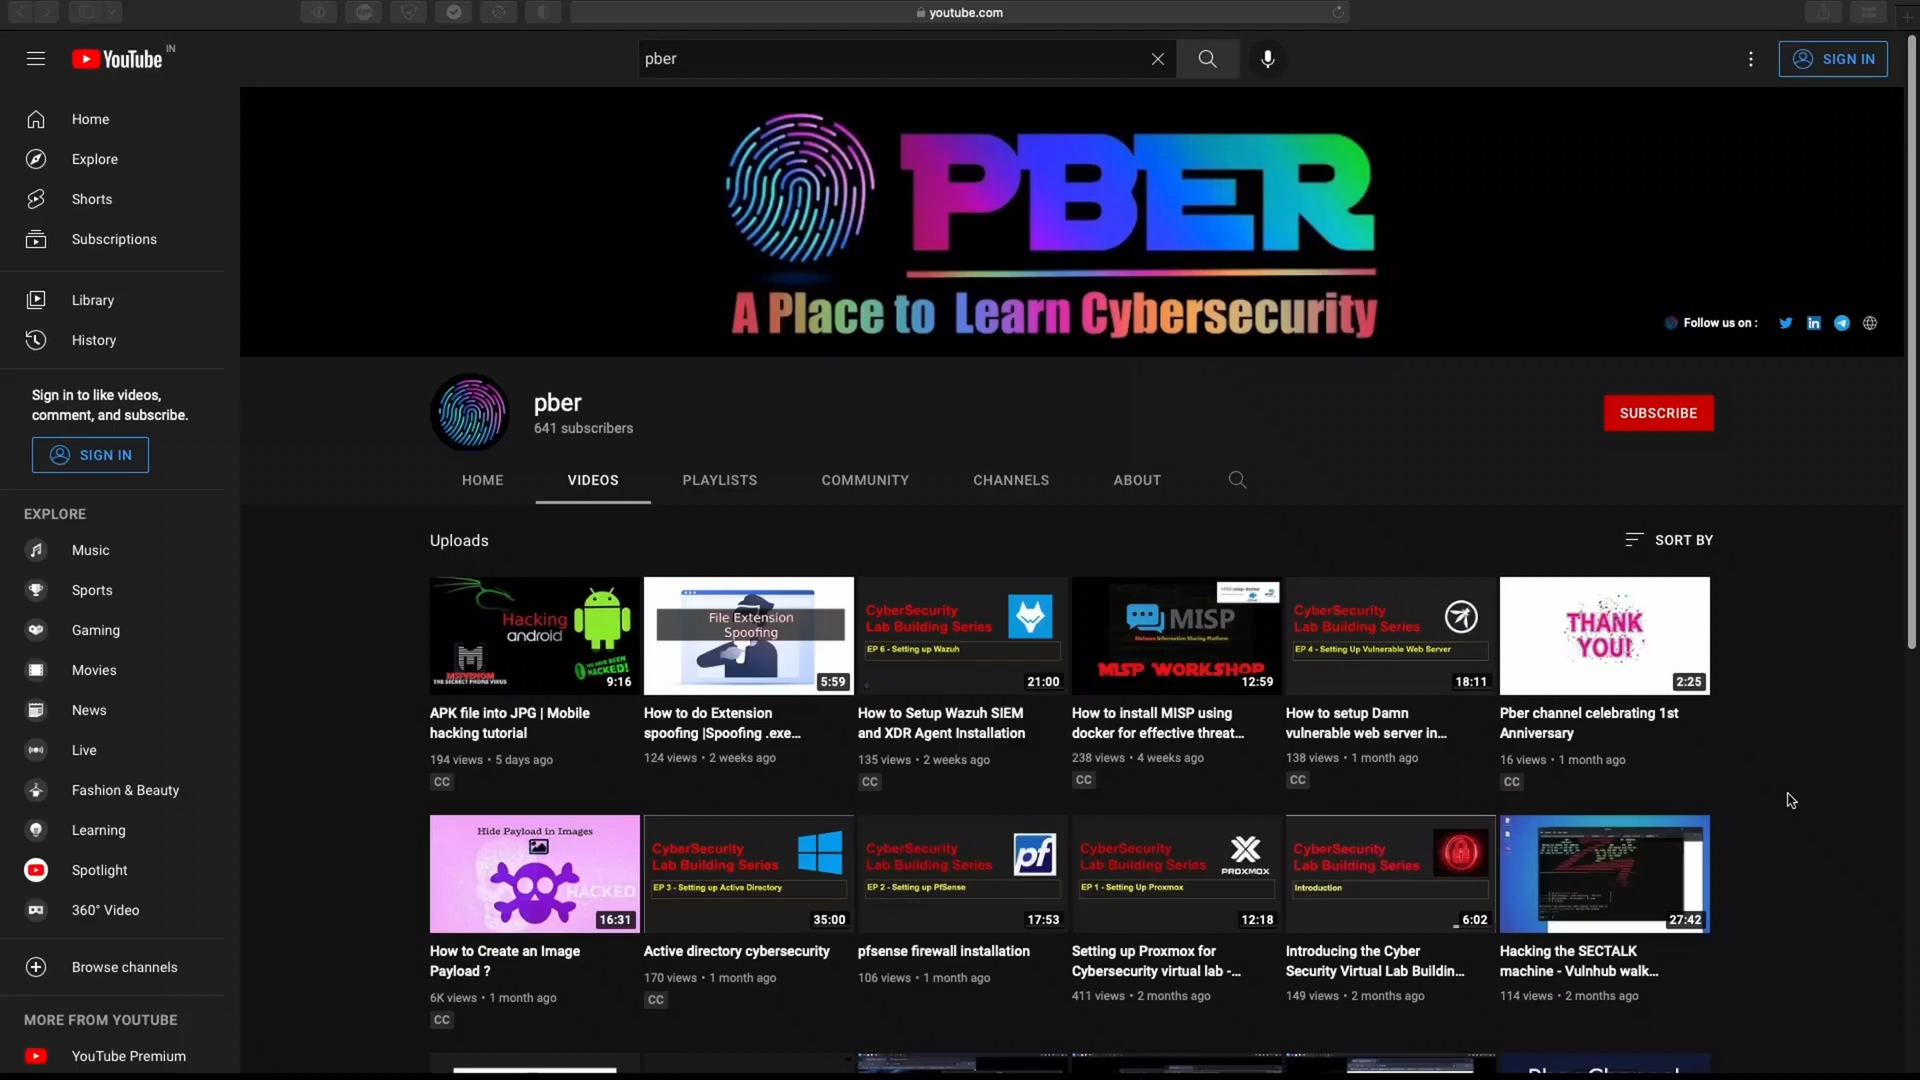 youtube.com
YouTube IN
pber
SIGN IN
Home
Explore
Shorts
Subscriptions
Library
History
Sign in to like videos,
comment, and subscribe.
SIGN IN
EXPLORE
Music
Sports
Gaming
Movies
News
Live
Fashion & Beauty
Learning
Spotlight
360° Video
Browse channels
MORE FROM YOUTUBE
YouTube Premium
PBER
A Place to Learn Cybersecurity
Follow us on :
pber
641 subscribers
SUBSCRIBE
HOME
VIDEOS
PLAYLISTS
COMMUNITY
CHANNELS
ABOUT
Uploads
SORT BY
Hacking
android
MSFVENOM
THE SECRECT PHONE VIRUS
YOU HAVE BEEN
HACKED!
9:16
APK file into JPG | Mobile
hacking tutorial
194 views • 5 days ago
CC
File Extension
Spoofing
5:59
How to do Extension
spoofing |Spoofing .exe...
124 views • 2 weeks ago
CyberSecurity
Lab Building Series
EP 6 - Setting up Wazuh
21:00
How to Setup Wazuh SIEM
and XDR Agent Installation
135 views • 2 weeks ago
CC
MISP
Malware Information Sharing Platform
MISP WORKSHOP
12:59
How to install MISP using
docker for effective threat...
238 views • 4 weeks ago
CC
CyberSecurity
Lab Building Series
EP 4 - Setting Up Vulnerable Web Server
18:11
How to setup Damn
vulnerable web server in...
138 views • 1 month ago
CC
THANK
YOU!
2:25
Pber channel celebrating 1st
Anniversary
16 views • 1 month ago
CC
Hide Payload in Images
HACKED
16:31
How to Create an Image
Payload ?
6K views • 1 month ago
CC
CyberSecurity
Lab Building Series
EP 3 - Setting up Active Directory
35:00
Active directory cybersecurity
170 views • 1 month ago
CC
CyberSecurity
Lab Building Series
pf
EP 2 - Setting up PfSense
17:53
pfsense firewall installation
106 views • 1 month ago
CyberSecurity
Lab Building Series
PROXMOX
EP 1 - Setting Up Proxmox
12:18
Setting up Proxmox for
Cybersecurity virtual lab -...
411 views • 2 months ago
CyberSecurity
Lab Building Series
Introduction
6:02
Introducing the Cyber
Security Virtual Lab Buildin...
149 views • 2 months ago
27:42
Hacking the SECTALK
machine - Vulnhub walk...
114 views • 2 months ago